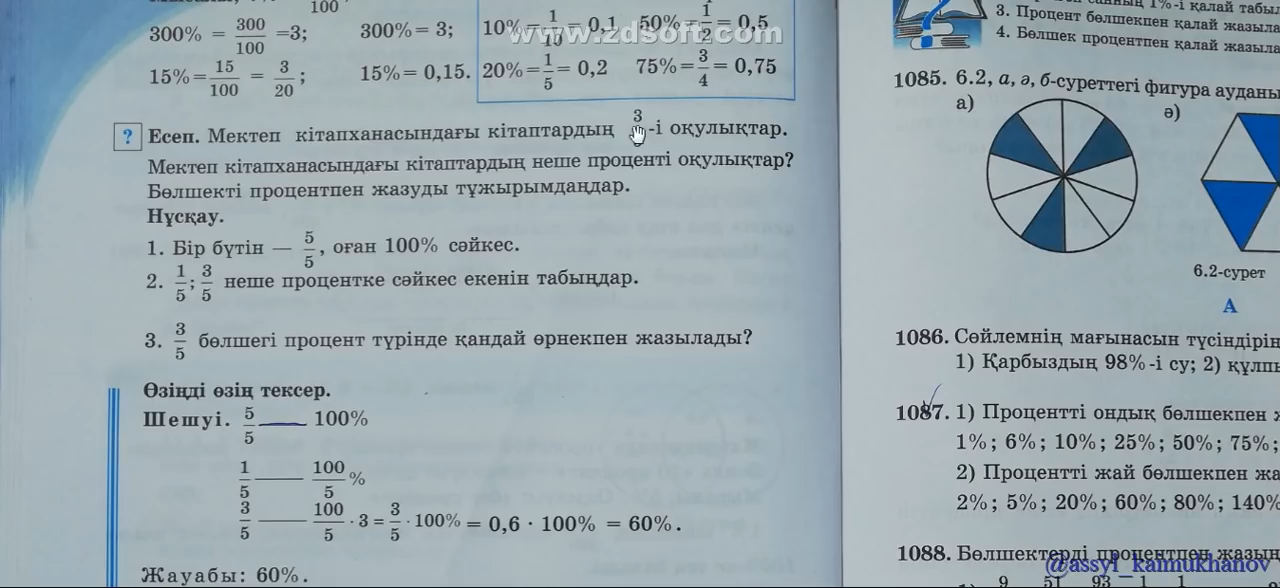 100
300% = 300/100 =3; 300% = 3;
15%= 15/100 = 3/20; 15%= 0,15.
10%= 1/10 = 0,1 50%= 1/2 = 0,5
20%= 1/5 = 0,2 75%= 3/4 = 0,75
www.zdsoft.com
? Есеп. Мектеп кітапханасындағы кітаптардың 3 -і оқулықтар.
Мектеп кітапханасындағы кітаптардың неше проценті оқулықтар?
Бөлшекті процентпен жазуды тұжырымдаңдар.
Нұсқау.
1. Бір бүтін — 5/5, оған 100% сәйкес.
2. 1/5; 3/5 неше процентке сәйкес екенін табыңдар.
3. 3/5 бөлшегі процент түрінде қандай өрнекпен жазылады?
Өзіңді өзің тексер.
Шешуі. 5/5 — 100%
1/5 — 100/5 %
3/5 — 100/5 · 3 = 3/5 · 100% = 0,6 · 100% = 60%.
Жауабы: 60%.
1%-і қалай
3. Процент бөлшекпен қалай
4. Бөлшек процентпен қалай
1085. 6.2, а, ә, б-суреттегі фигура
а) ә)
6.2-сурет
А
1086. Сөйлемнің мағынасын
1) Қарбыздың 98%-і су; 2)
1087. 1) Процентті ондық бөлшекпен
1%; 6%; 10%; 25%; 50%; 75%;
2) Процентті жай бөлшекпен
2%; 5%; 20%; 60%; 80%; 140%
1088. Бөлшектерді процентпен
9 51 93 1 1
@assyl_kamukhanov